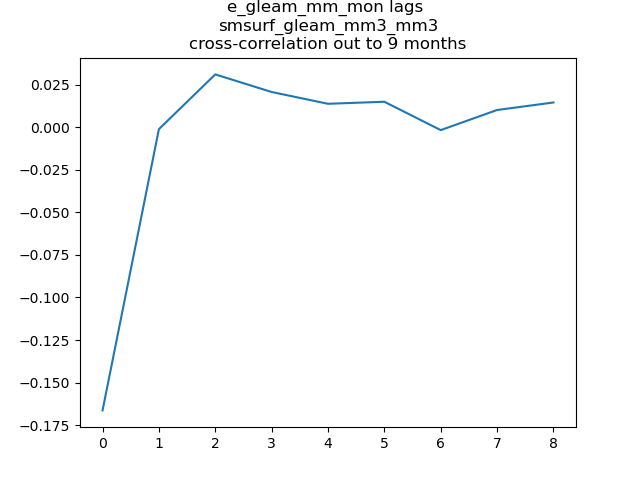 e_gleam_mm_mon lags
smsurf_gleam_mm3_mm3
cross-correlation out to 9 months
0.025
0.000
−0.025
−0.050
−0.075
−0.100
−0.125
−0.150
−0.175
0 1 2 3 4 5 6 7 8